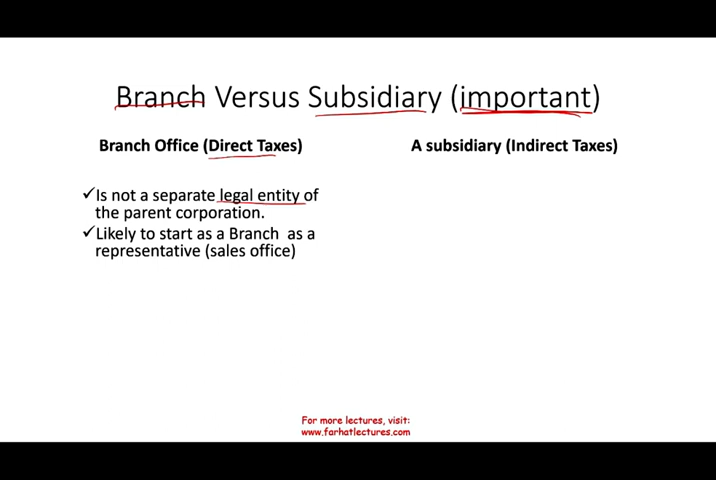 Branch Versus Subsidiary (important)
Branch Office (Direct Taxes)
✓Is not a separate legal entity of
the parent corporation.
✓Likely to start as a Branch as a
representative (sales office)
A subsidiary (Indirect Taxes)
For more lectures, visit:
www.farhatlectures.com